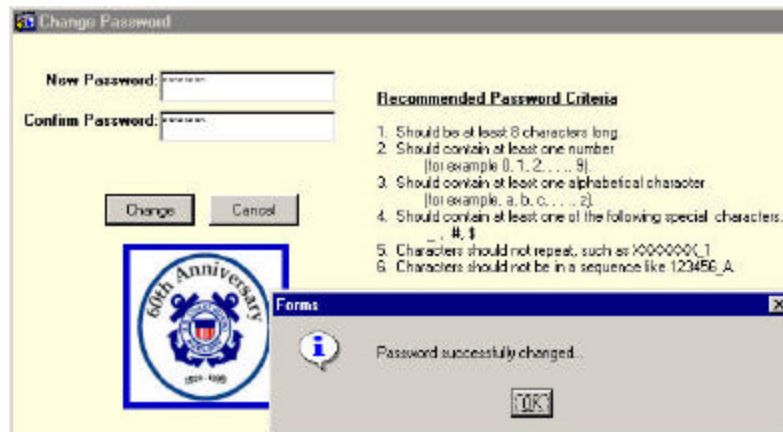 Change Password
New Password: ********
Confirm Password: ********
Change
Cancel
Recommended Password Criteria
1. Should be at least 8 characters long.
2. Should contain at least one number
(for example 0, 1, 2, . . ., 9).
3. Should contain at least one alphabetical character
(for example, a, b, c, . . ., z).
4. Should contain at least one of the following special characters.
_ , #, $
5. Characters should not repeat, such as XXXXXXX_1
6. Characters should not be in a sequence like 123456_A.
60th Anniversary
Forms
Password successfully changed...
OK